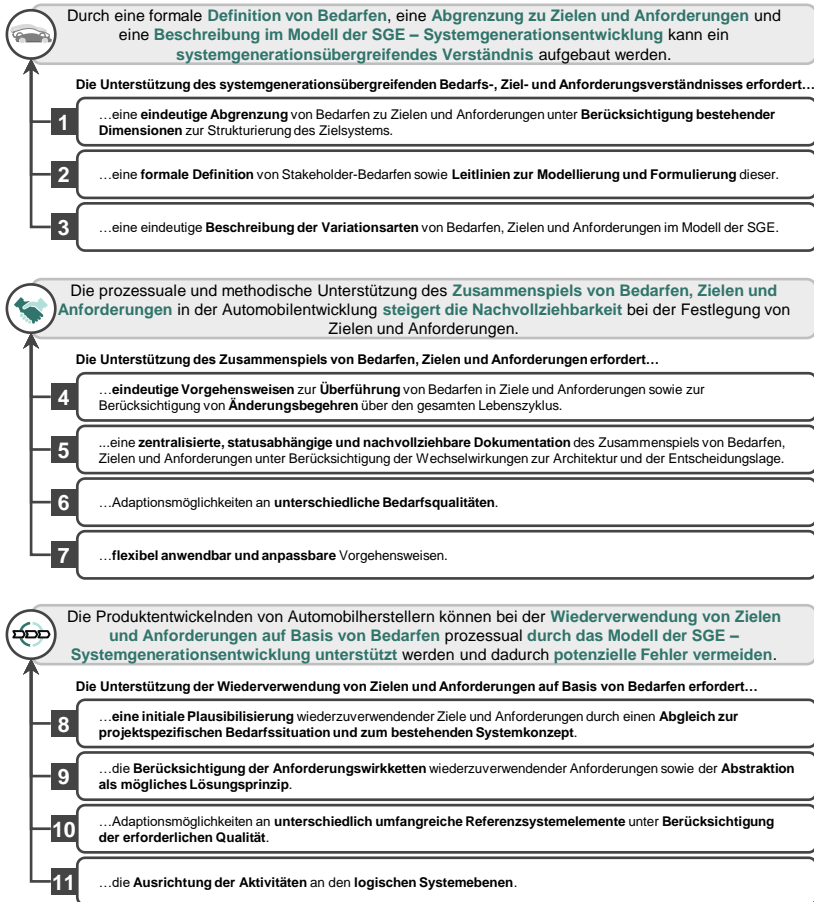 Durch eine formale Definition von Bedarfen, eine Abgrenzung zu Zielen und Anforderungen und
eine Beschreibung im Modell der SGE – Systemgenerationsentwicklung kann ein
systemgenerationsübergreifendes Verständnis aufgebaut werden.
Die Unterstützung des systemgenerationsübergreifenden Bedarfs-, Ziel- und Anforderungsverständnisses erfordert…
1
…eine eindeutige Abgrenzung von Bedarfen zu Zielen und Anforderungen unter Berücksichtigung bestehender
Dimensionen zur Strukturierung des Zielsystems.
2
…eine formale Definition von Stakeholder-Bedarfen sowie Leitlinien zur Modellierung und Formulierung dieser.
3
…eine eindeutige Beschreibung der Variationsarten von Bedarfen, Zielen und Anforderungen im Modell der SGE.
Die prozessuale und methodische Unterstützung des Zusammenspiels von Bedarfen, Zielen und
Anforderungen in der Automobilentwicklung steigert die Nachvollziehbarkeit bei der Festlegung von
Zielen und Anforderungen.
Die Unterstützung des Zusammenspiels von Bedarfen, Zielen und Anforderungen erfordert…
4
…eindeutige Vorgehensweisen zur Überführung von Bedarfen in Ziele und Anforderungen sowie zur
Berücksichtigung von Änderungsbegehren über den gesamten Lebenszyklus.
5
...eine zentralisierte, statusabhängige und nachvollziehbare Dokumentation des Zusammenspiels von Bedarfen,
Zielen und Anforderungen unter Berücksichtigung der Wechselwirkungen zur Architektur und der Entscheidungslage.
6
…Adaptionsmöglichkeiten an unterschiedliche Bedarfsqualitäten.
7
…flexibel anwendbar und anpassbare Vorgehensweisen.
Die Produktentwickelnden von Automobilherstellern können bei der Wiederverwendung von Zielen
und Anforderungen auf Basis von Bedarfen prozessual durch das Modell der SGE –
Systemgenerationsentwicklung unterstützt werden und dadurch potenzielle Fehler vermeiden.
Die Unterstützung der Wiederverwendung von Zielen und Anforderungen auf Basis von Bedarfen erfordert…
8
…eine initiale Plausibilisierung wiederzuverwendender Ziele und Anforderungen durch einen Abgleich zur
projektspezifischen Bedarfssituation und zum bestehenden Systemkonzept.
9
…die Berücksichtigung der Anforderungswirkketten wiederzuverwendender Anforderungen sowie der Abstraktion
als mögliches Lösungsprinzip.
10
…Adaptionsmöglichkeiten an unterschiedlich umfangreiche Referenzsystemelemente unter Berücksichtigung
der erforderlichen Qualität.
11
…die Ausrichtung der Aktivitäten an den logischen Systemebenen.